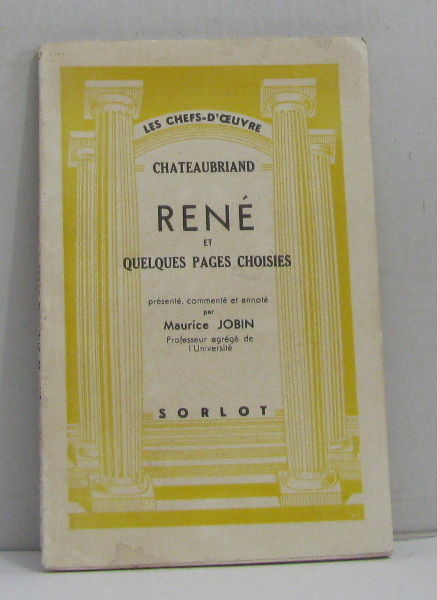 LES CHEFS-D'ŒUVRE
CHATEAUBRIAND
RENÉ
ET
QUELQUES PAGES CHOISIES
présenté, commenté et annoté
par
Maurice JOBIN
Professeur agrégé de
l'Université
SORLOT